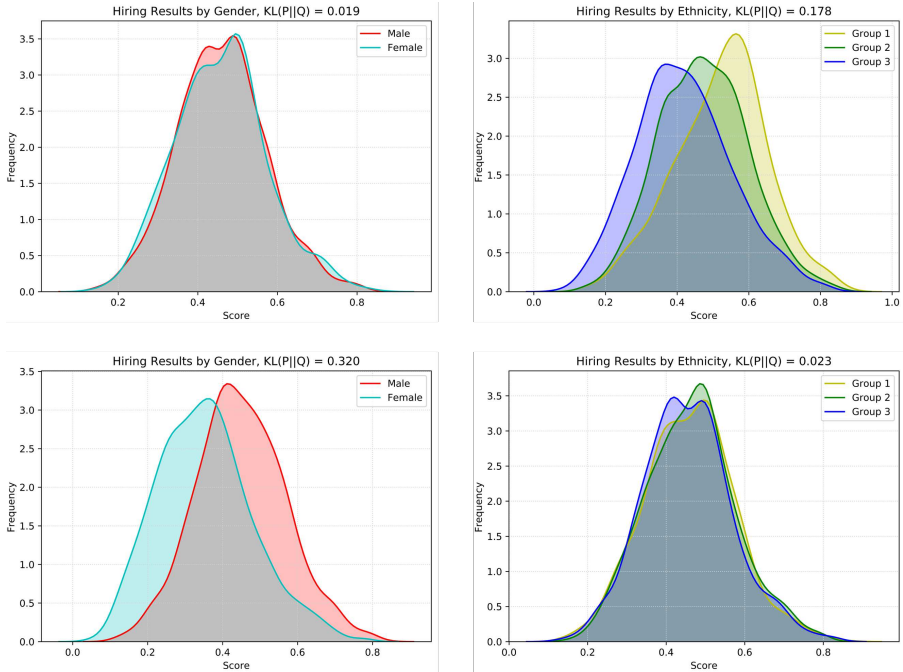 Hiring Results by Gender, KL(P||Q) = 0.019
Male
Female
3.5
3.0
2.5
2.0
1.5
1.0
0.5
0.0
Frequency
0.2 0.4 0.6 0.8
Score
Hiring Results by Ethnicity, KL(P||Q) = 0.178
Group 1
Group 2
Group 3
3.0
2.5
2.0
1.5
1.0
0.5
0.0
Frequency
0.0 0.2 0.4 0.6 0.8 1.0
Score
Hiring Results by Gender, KL(P||Q) = 0.320
Male
Female
3.5
3.0
2.5
2.0
1.5
1.0
0.5
0.0
Frequency
0.0 0.2 0.4 0.6 0.8
Score
Hiring Results by Ethnicity, KL(P||Q) = 0.023
Group 1
Group 2
Group 3
3.5
3.0
2.5
2.0
1.5
1.0
0.5
0.0
Frequency
0.0 0.2 0.4 0.6 0.8
Score